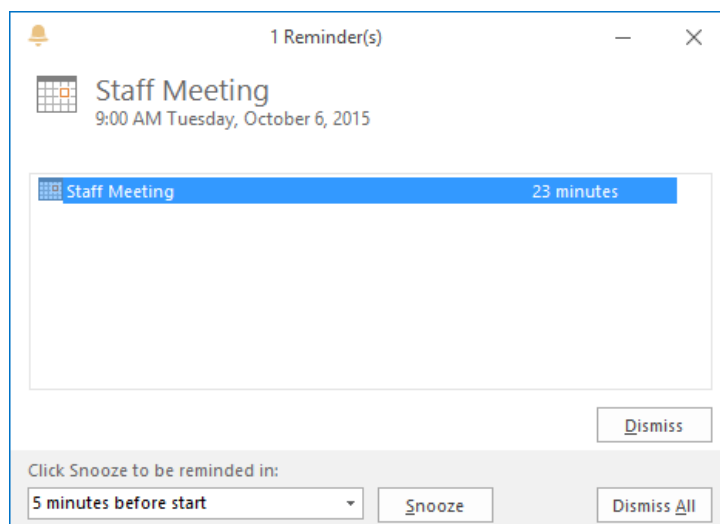 1 Reminder(s)
Staff Meeting
9:00 AM Tuesday, October 6, 2015
Staff Meeting 23 minutes
Dismiss
Click Snooze to be reminded in:
5 minutes before start Snooze Dismiss All